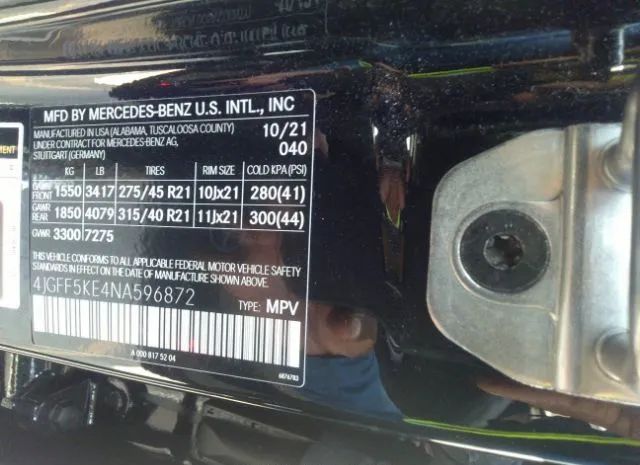 MFD BY MERCEDES-BENZ U.S. INTL., INC
MANUFACTURED IN USA (ALABAMA, TUSCALOOSA COUNTY) 10/21
UNDER CONTRACT FOR MERCEDES-BENZ AG, 040
STUTTGART (GERMANY)
KG LB TIRES RIM SIZE COLD KPA (PSI)
GAWR FRONT 1550 3417 275/45 R21 10Jx21 280(41)
GAWR REAR 1850 4079 315/40 R21 11Jx21 300(44)
GVWR 3300 7275
THIS VEHICLE CONFORMS TO ALL APPLICABLE FEDERAL MOTOR VEHICLE SAFETY
STANDARDS IN EFFECT ON THE DATE OF MANUFACTURE SHOWN ABOVE.
4JGFF5KE4NA596872
TYPE: MPV
A 000 817 52 04